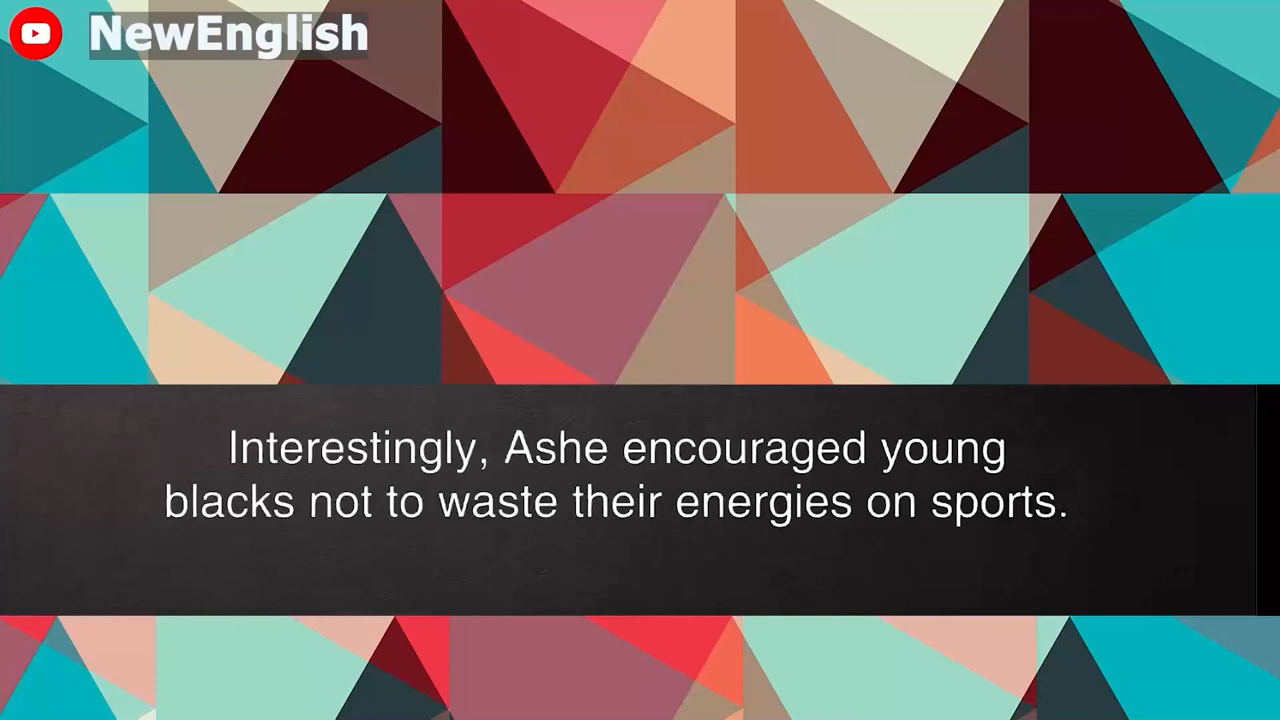 NewEnglish
Interestingly, Ashe encouraged young
blacks not to waste their energies on sports.